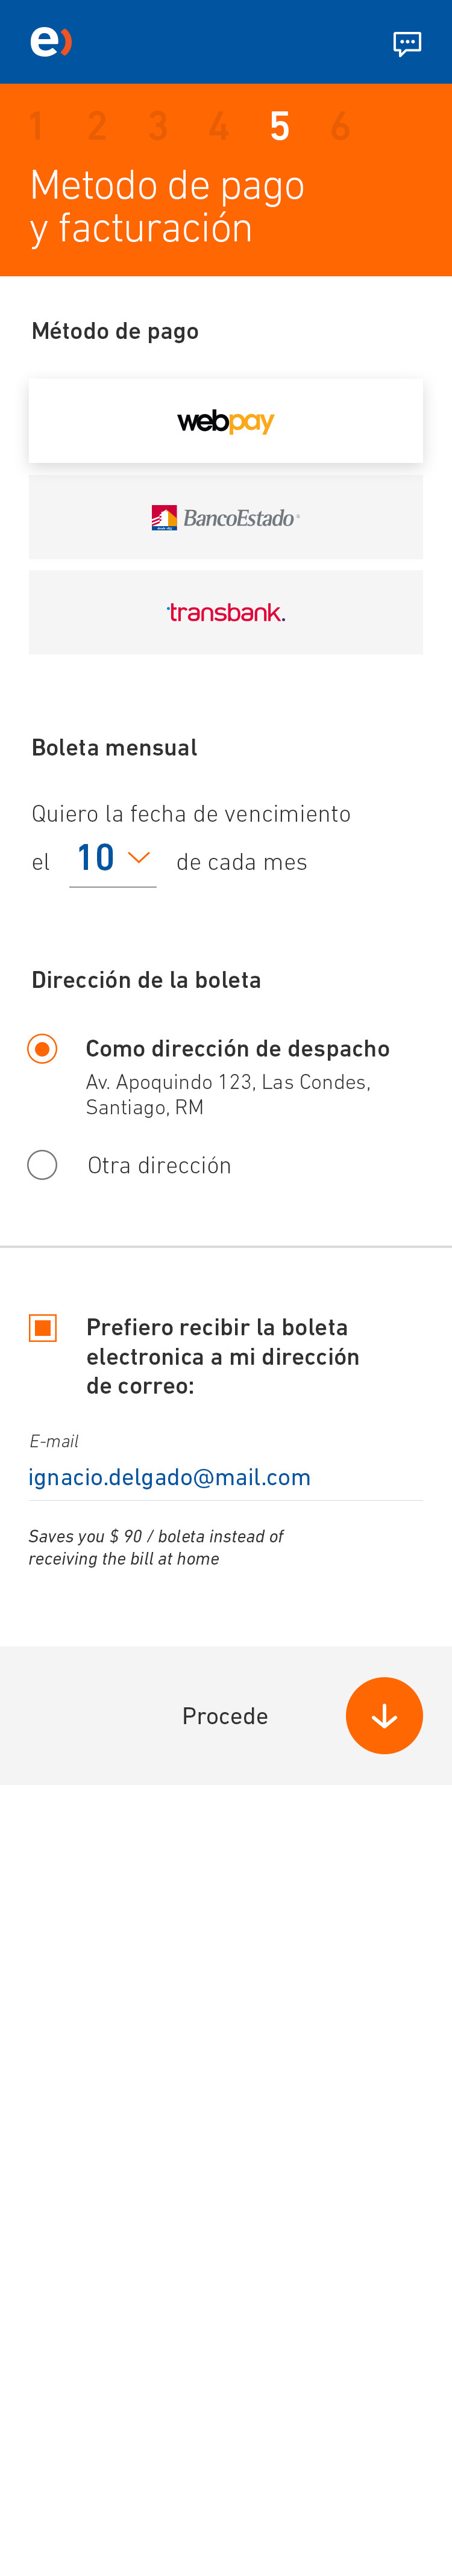 e)
1 2 3 4 5 6
Metodo de pago
y facturación
Método de pago
webpay
BancoEstado
transbank.
Boleta mensual
Quiero la fecha de vencimiento
el 10 de cada mes
Dirección de la boleta
Como dirección de despacho
Av. Apoquindo 123, Las Condes,
Santiago, RM
Otra dirección
Prefiero recibir la boleta
electronica a mi dirección
de correo:
E-mail
ignacio.delgado@mail.com
Saves you $ 90 / boleta instead of
receiving the bill at home
Procede